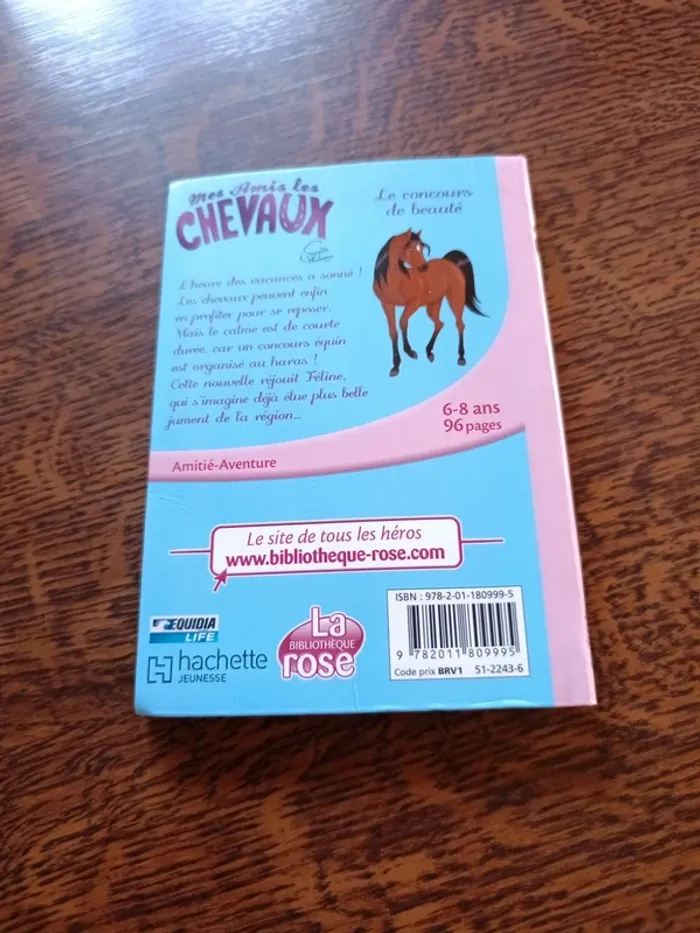 Mes Amis les
CHEVAUX
Le concours
de beauté
L'heure des vacances a sonné !
Les chevaux peuvent enfin
en profiter pour se reposer.
Mais le calme est de courte
durée, car un concours équin
est organisé au haras !
Cette nouvelle réjouit Féline,
qui s'imagine déjà élue plus belle
jument de la région...
6-8 ans
96 pages
Amitié-Aventure
Le site de tous les héros
www.bibliotheque-rose.com
EQUIDIA
LIFE
hachette
JEUNESSE
La
BIBLIOTHÈQUE
rose
ISBN : 978-2-01-180999-5
9 782011 809995
Code prix BRV1 51-2243-6